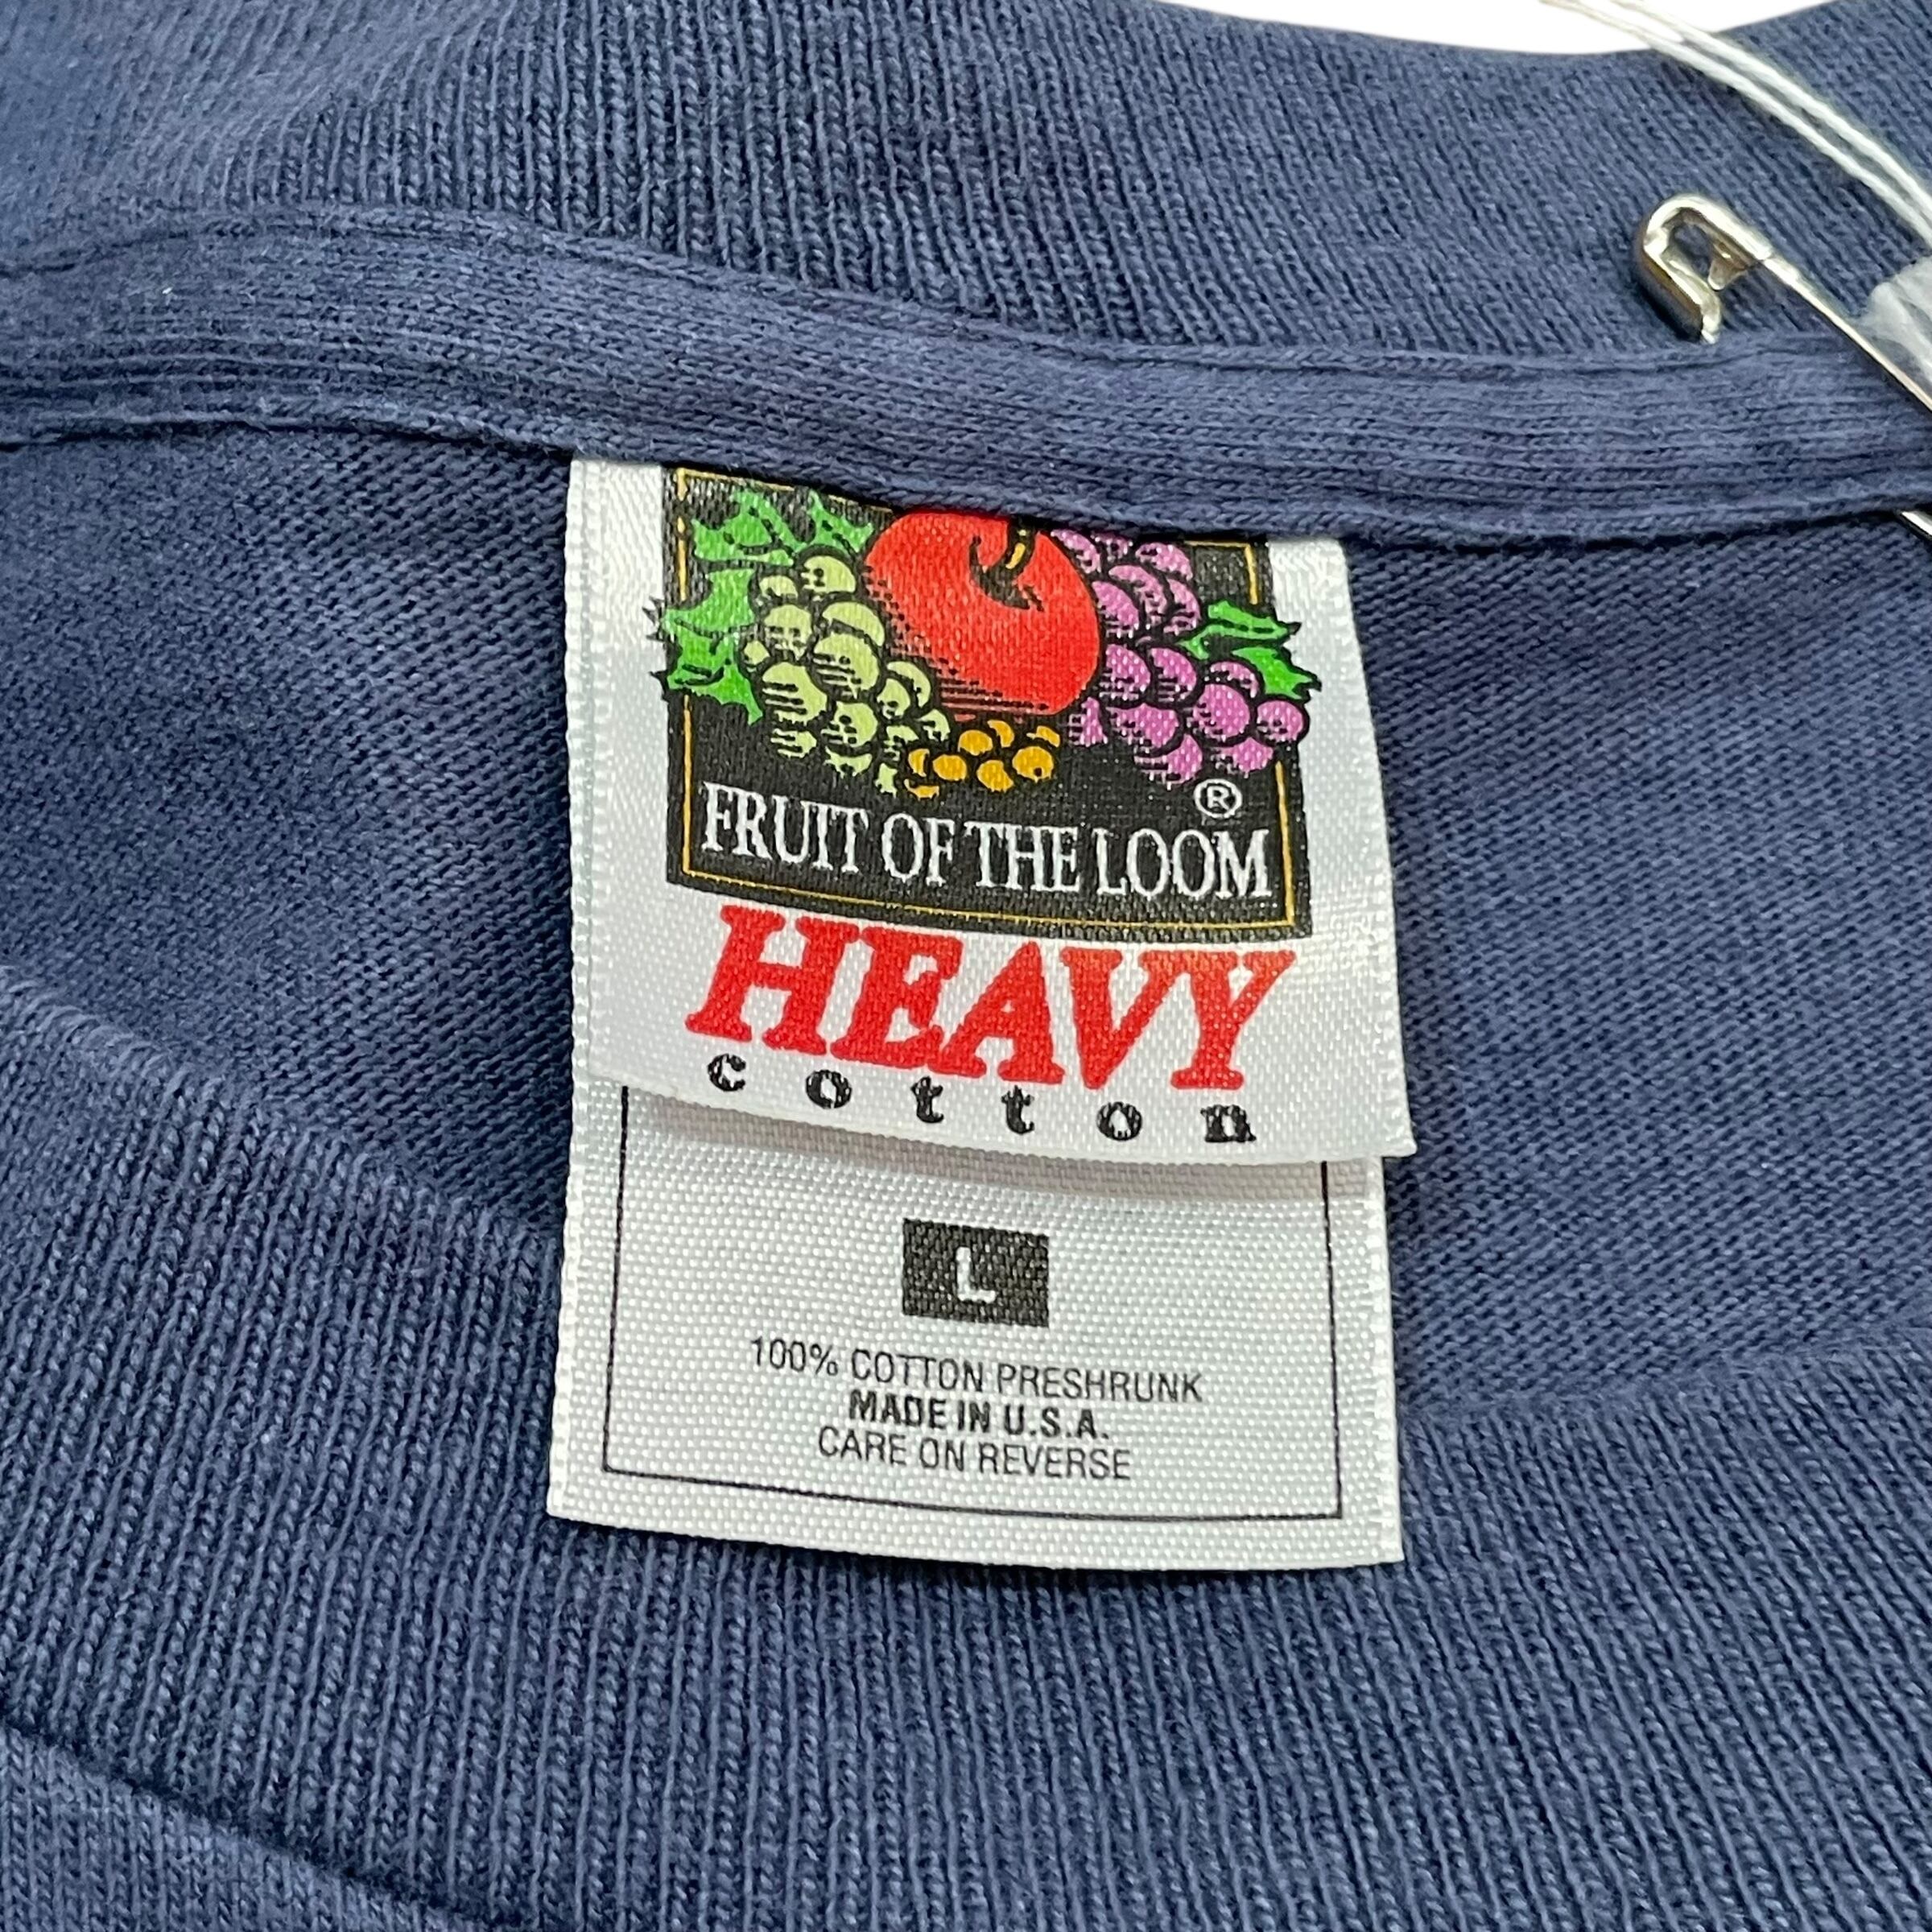 ®
FRUIT OF THE LOOM
HEAVY
cotton
L
100% COTTON PRESHRUNK
MADE IN U.S.A.
CARE ON REVERSE